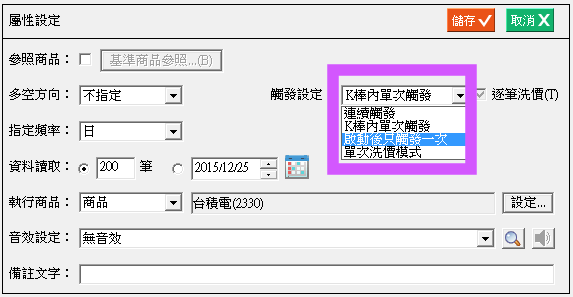 屬性設定 儲存 取消 X
參照商品： 基準商品參照...(B)
多空方向： 不指定 觸發設定 K棒內單次觸發 逐筆洗價(T)
連續觸發
K棒內單次觸發
指定頻率： 日 啟動後只觸發一次
單次洗價模式
資料讀取： 200 筆 2015/12/25
執行商品： 商品 台積電(2330) 設定...
音效設定： 無音效
備註文字：